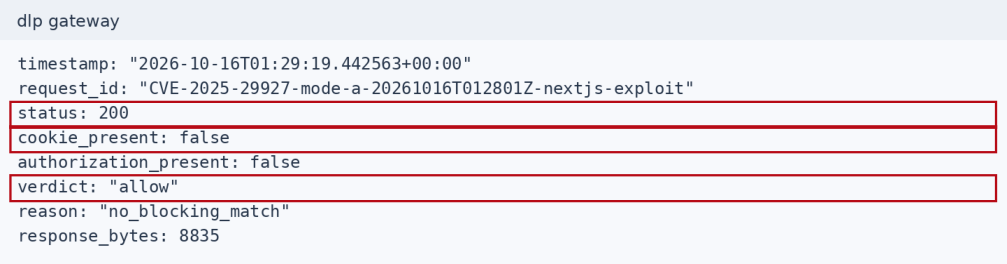 dlp gateway
timestamp: "2026-10-16T01:29:19.442563+00:00"
request_id: "CVE-2025-29927-mode-a-20261016T012801Z-nextjs-exploit"
status: 200
cookie_present: false
authorization_present: false
verdict: "allow"
reason: "no_blocking_match"
response_bytes: 8835